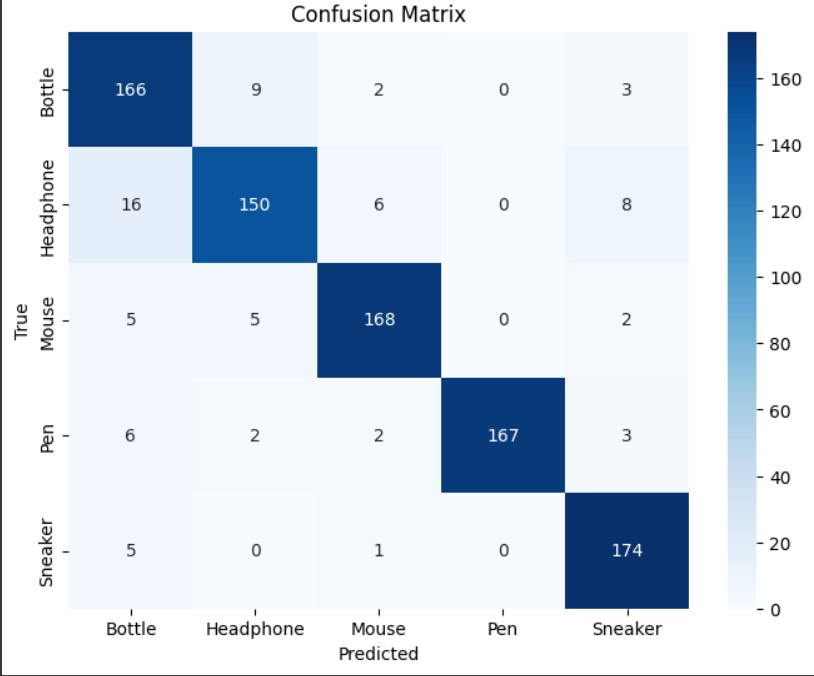 Confusion Matrix
Bottle 166 9 2 0 3
Headphone 16 150 6 0 8
Mouse 5 5 168 0 2
Pen 6 2 2 167 3
Sneaker 5 0 1 0 174
True
Bottle Headphone Mouse Pen Sneaker
Predicted
160
140
120
100
80
60
40
20
0